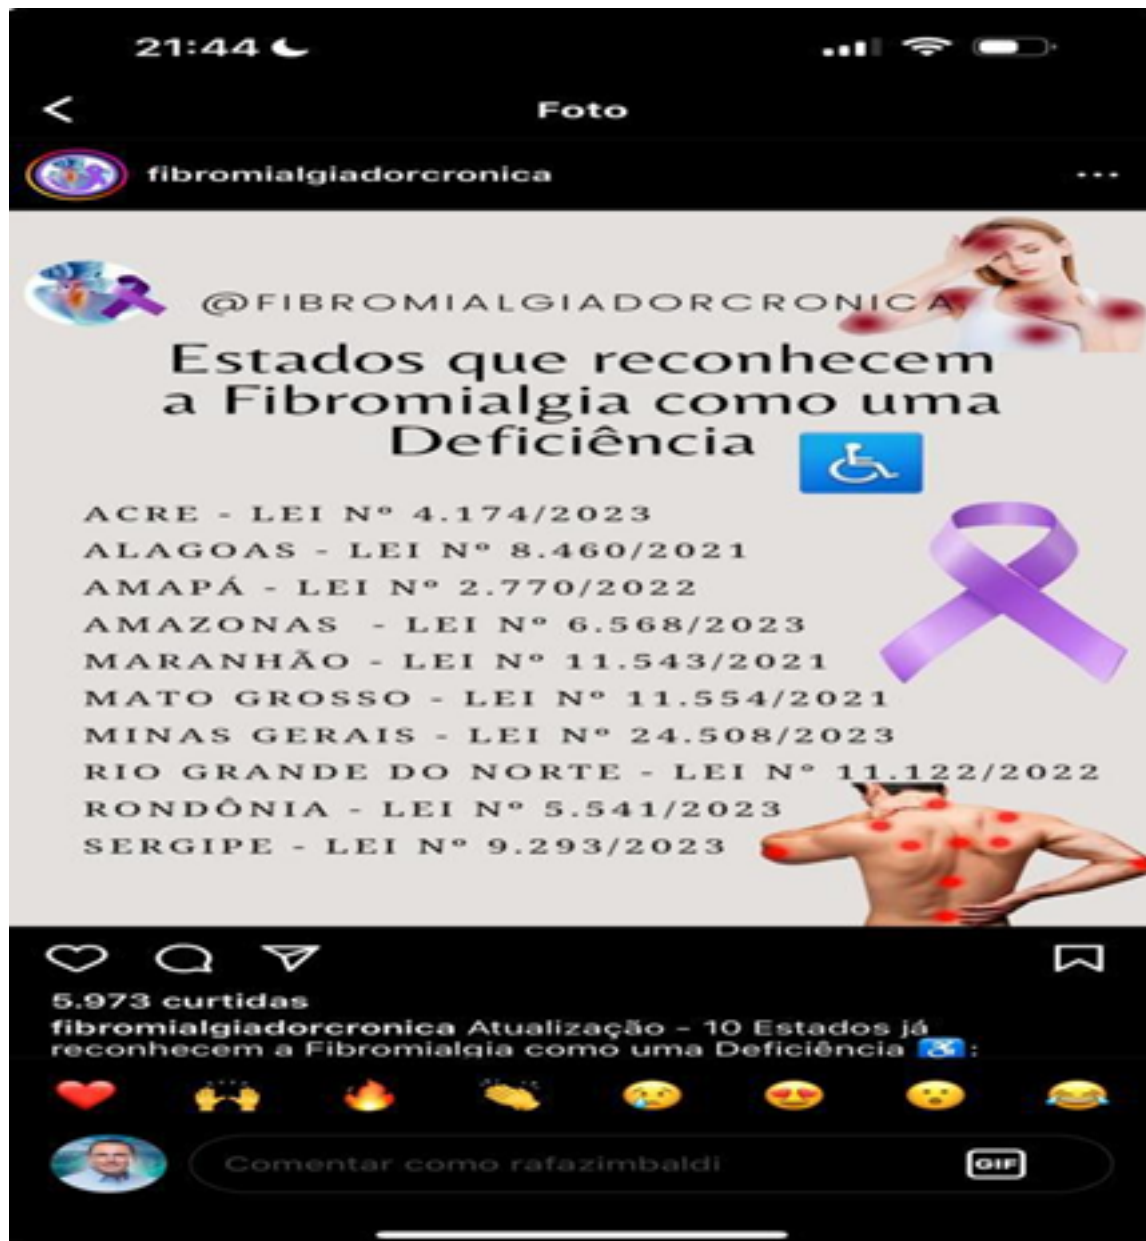 21:44
Foto
fibromialgiadorcronica
@FIBROMIALGIADORCRONICA
Estados que reconhecem
a Fibromialgia como uma
Deficiência
ACRE - LEI Nº 4.174/2023
ALAGOAS - LEI Nº 8.460/2021
AMAPÁ - LEI Nº 2.770/2022
AMAZONAS - LEI Nº 6.568/2023
MARANHÃO - LEI Nº 11.543/2021
MATO GROSSO - LEI Nº 11.554/2021
MINAS GERAIS - LEI Nº 24.508/2023
RIO GRANDE DO NORTE - LEI Nº 11.122/2022
RONDÔNIA - LEI Nº 5.541/2023
SERGIPE - LEI Nº 9.293/2023
5.973 curtidas
fibromialgiadorcronica Atualização - 10 Estados já
reconhecem a Fibromialgia como uma Deficiência ♿:
Comentar como rafazimbaldi
GIF